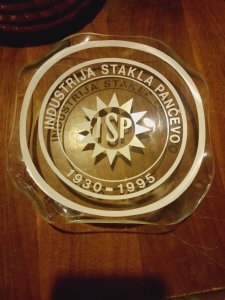 INDUSTRIJA STAKLA PANČEVO
ISP
1930-1995